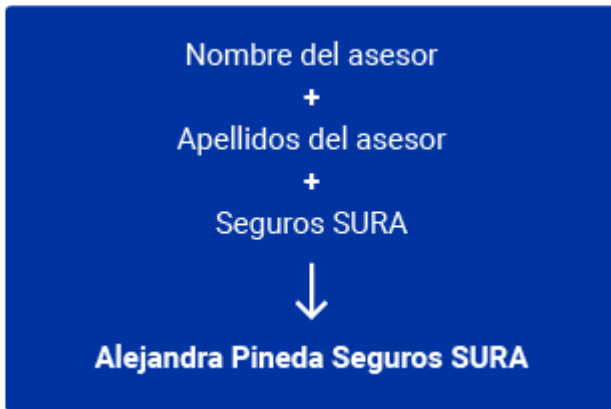 Nombre del asesor
+
Apellidos del asesor
+
Seguros SURA
↓
Alejandra Pineda Seguros SURA